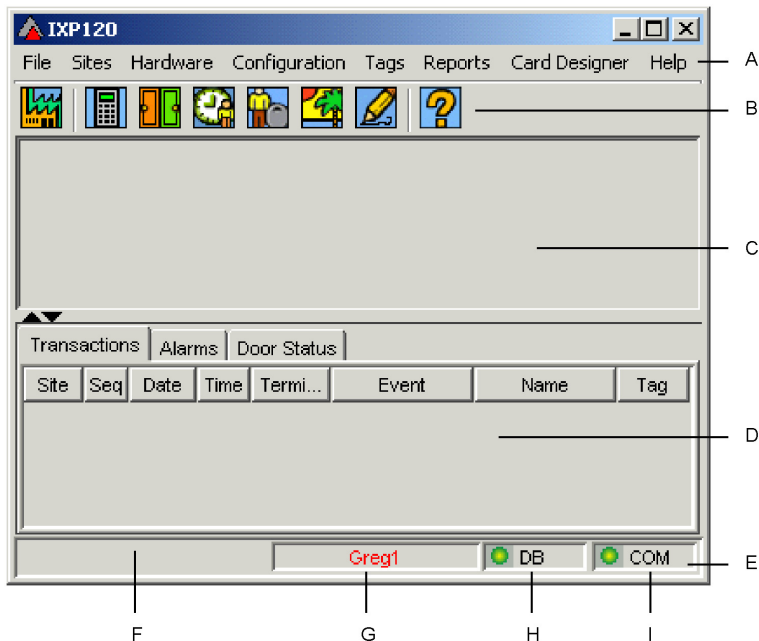 IXP120
File Sites Hardware Configuration Tags Reports Card Designer Help
A
B
C
Transactions Alarms Door Status
Site Seq Date Time Termi... Event Name Tag
D
Greg1 DB COM
E
F G H I